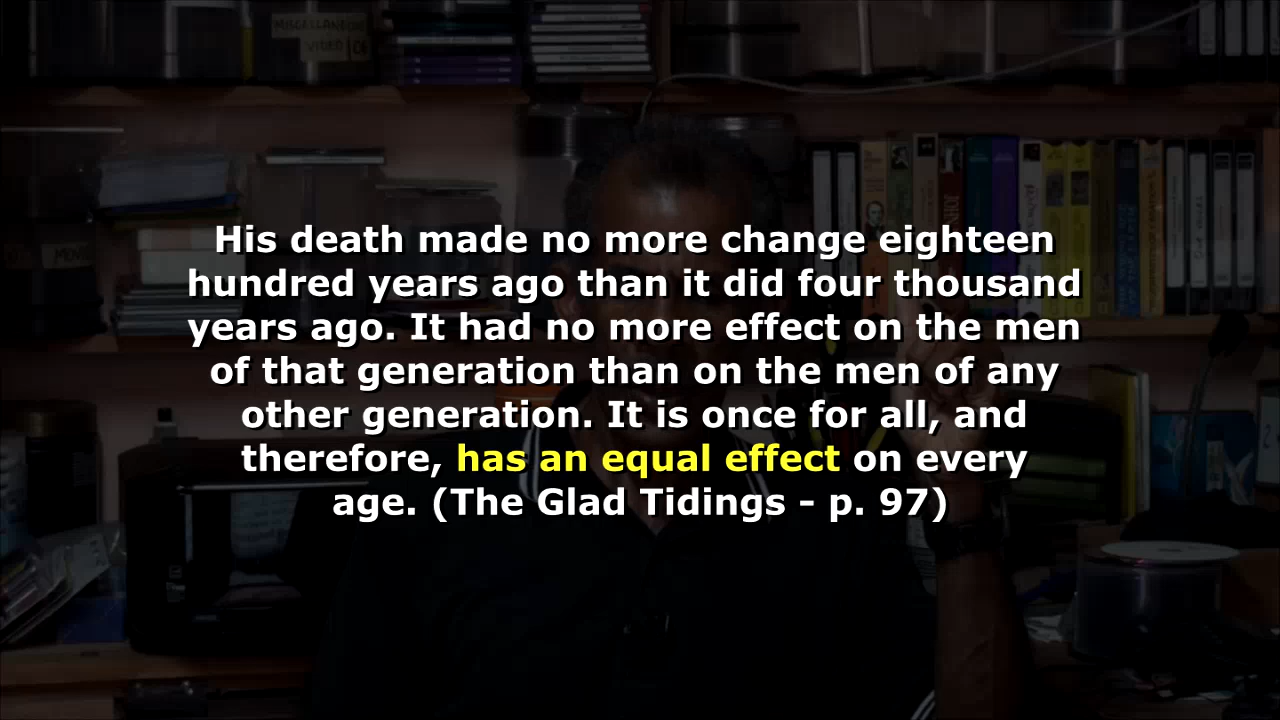 MISCELLANEOUS
VIDEO
His death made no more change eighteen
hundred years ago than it did four thousand
years ago. It had no more effect on the men
of that generation than on the men of any
other generation. It is once for all, and
therefore, has an equal effect on every
age. (The Glad Tidings - p. 97)